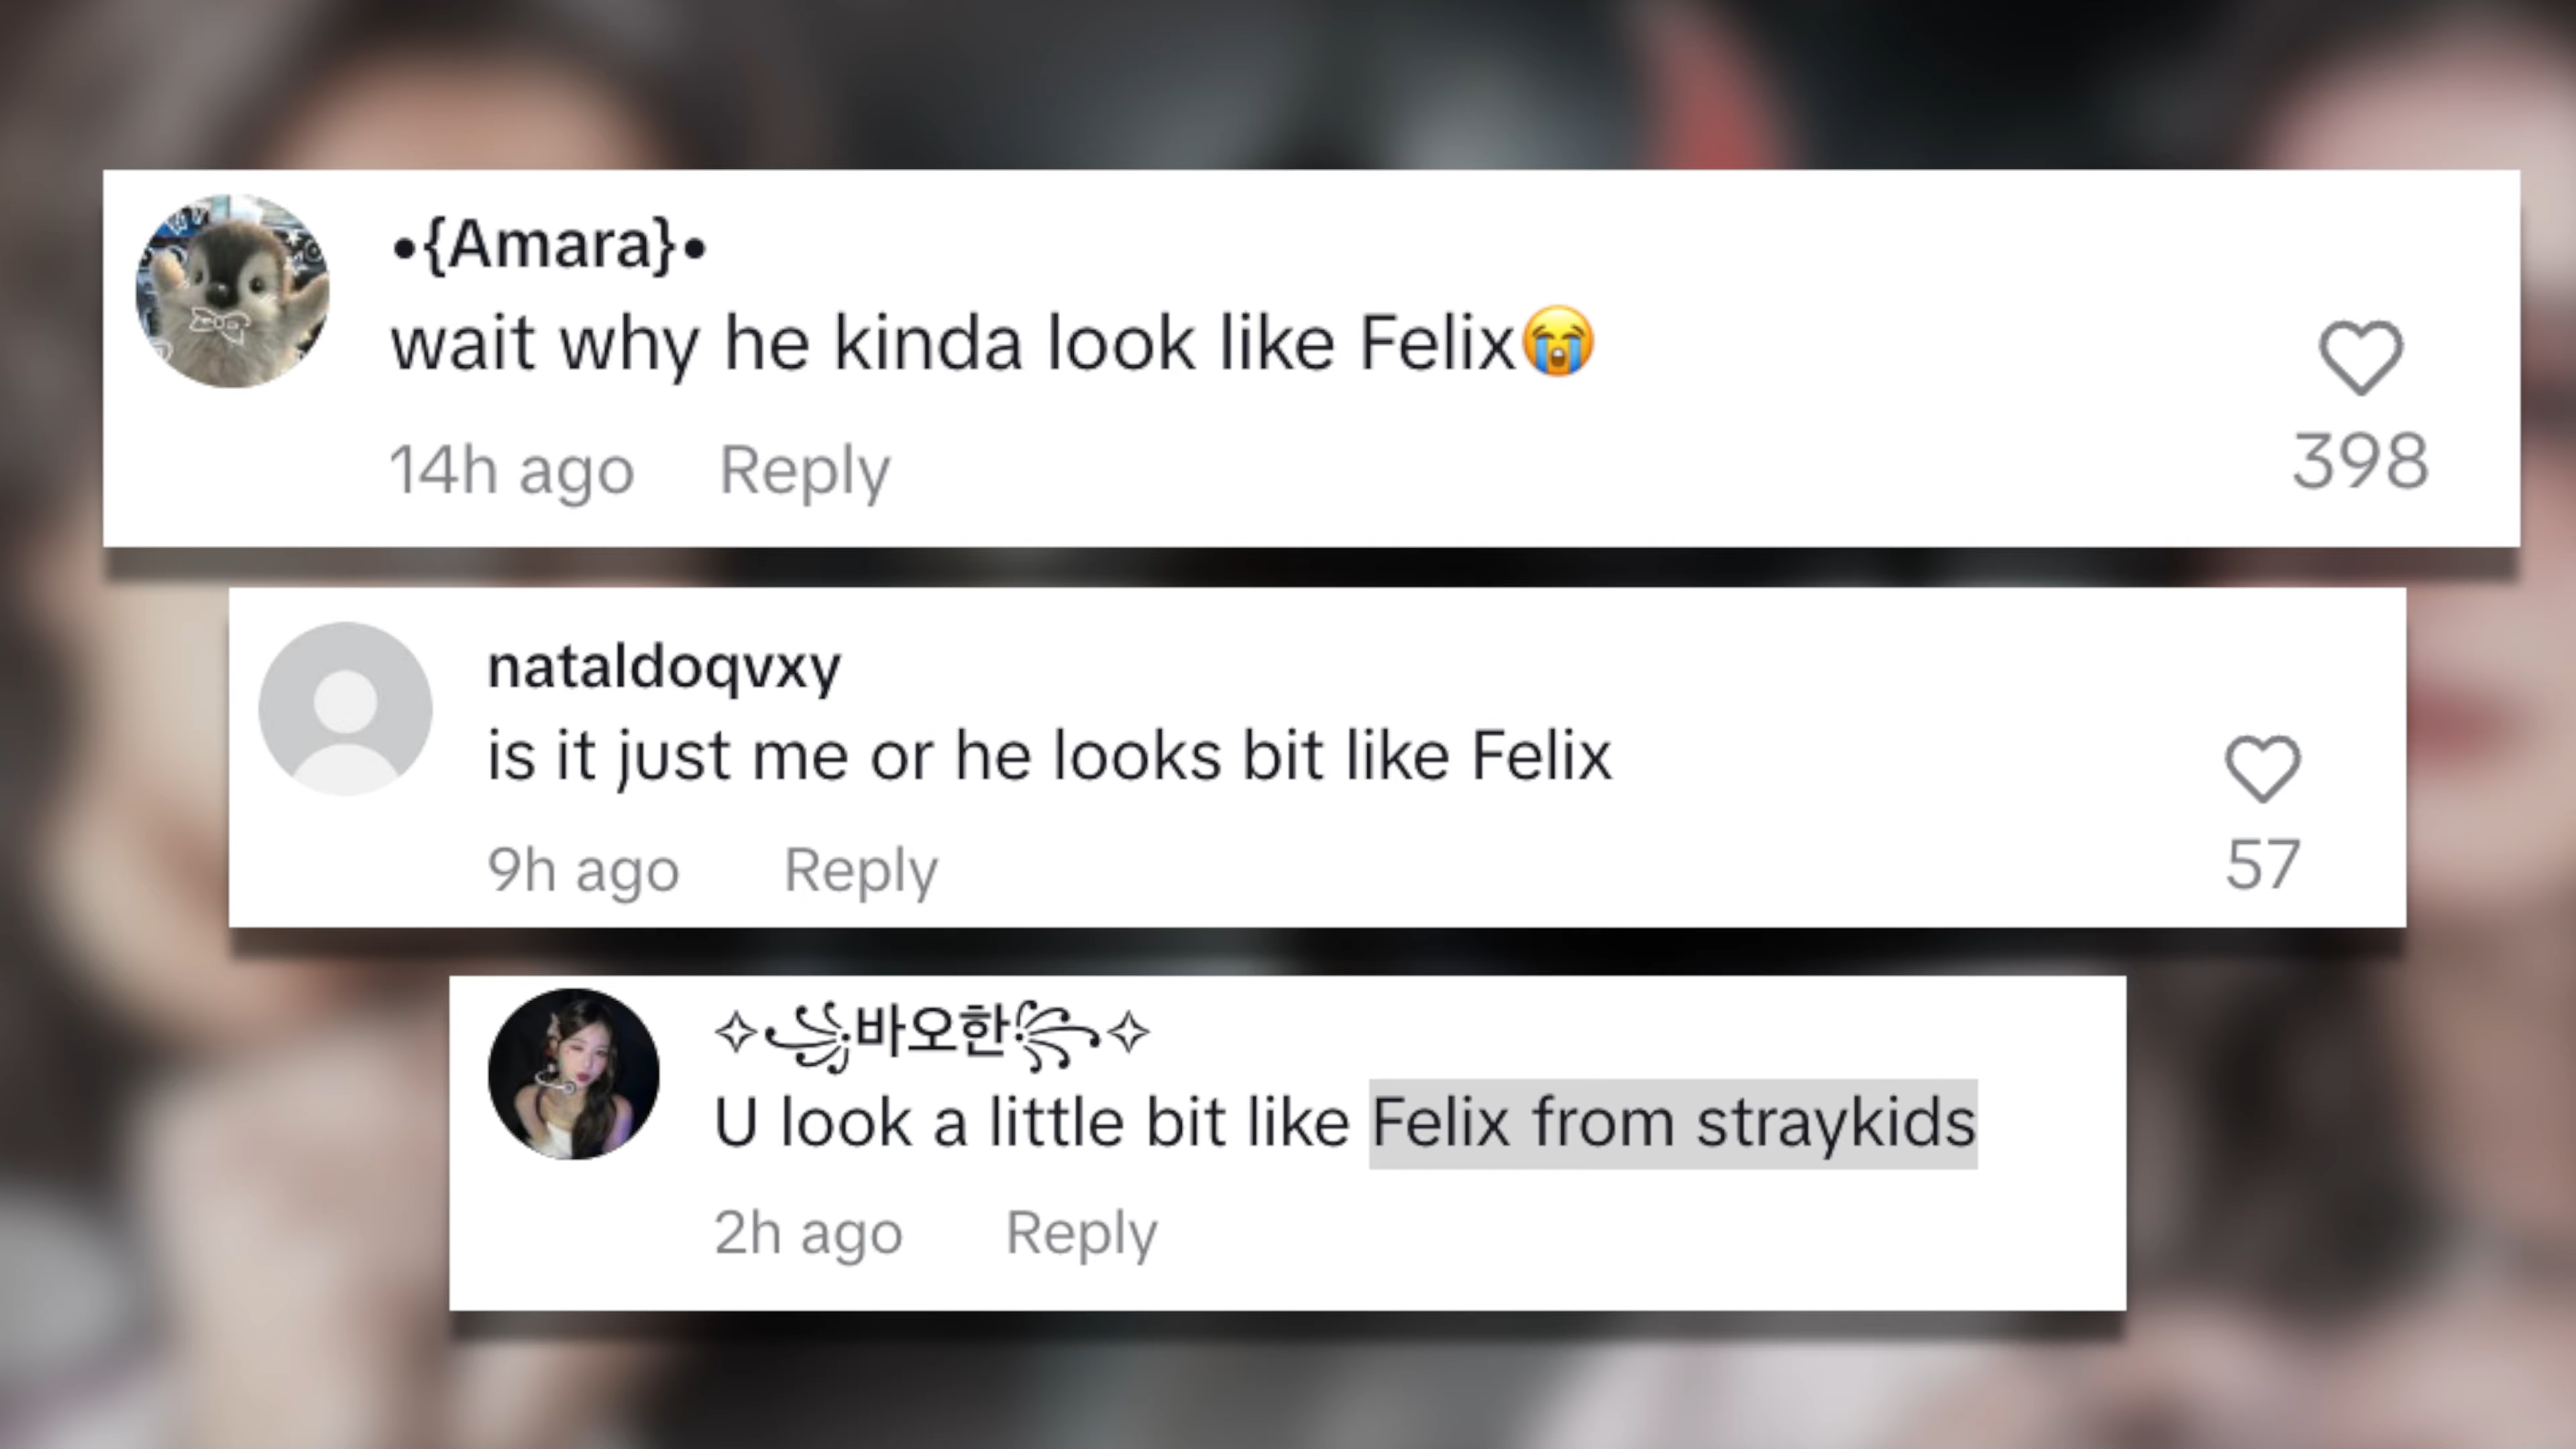 •{Amara}•
wait why he kinda look like Felix😭
14h ago Reply
398
nataldoqvxy
is it just me or he looks bit like Felix
9h ago Reply
57
✧꧁바오한꧂✧
U look a little bit like Felix from straykids
2h ago Reply